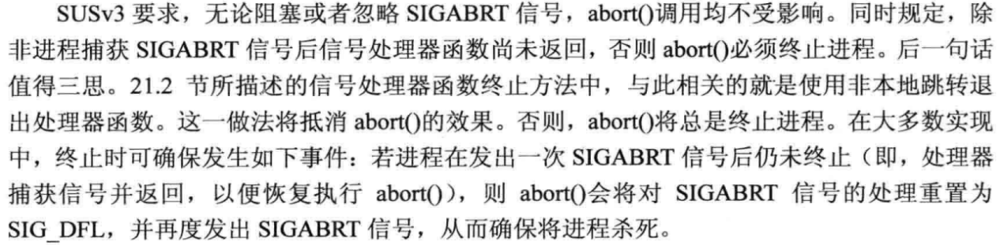 SUSv3 要求，无论阻塞或者忽略 SIGABRT 信号，abort()调用均不受影响。同时规定，除
非进程捕获 SIGABRT 信号后信号处理器函数尚未返回，否则 abort()必须终止进程。后一句话
值得三思。21.2 节所描述的信号处理器函数终止方法中，与此相关的就是使用非本地跳转退
出处理器函数。这一做法将抵消 abort()的效果。否则，abort()将总是终止进程。在大多数实现
中，终止时可确保发生如下事件：若进程在发出一次 SIGABRT 信号后仍未终止（即，处理器
捕获信号并返回，以便恢复执行 abort()），则 abort()会将对 SIGABRT 信号的处理重置为
SIG_DFL，并再度发出 SIGABRT 信号，从而确保将进程杀死。